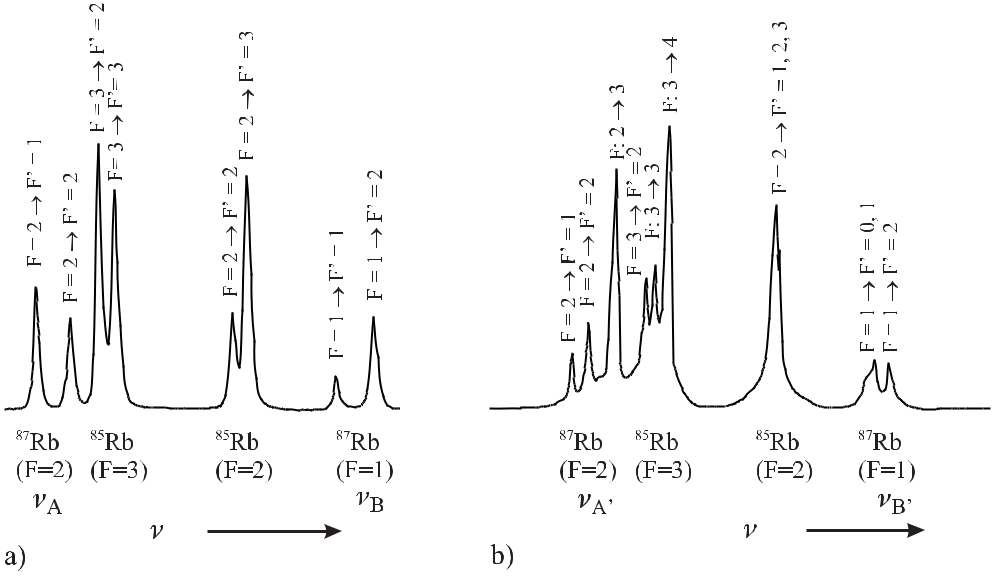 F – 2 → F' – 1
F = 2 → F' = 2
F = 3 → F' = 2
F = 3 → F' = 3
F = 2 → F' = 2
F = 2 → F' = 3
F – 1 → F' – 1
F = 1 → F' = 2
87Rb
(F=2)
νA
85Rb
(F=3)
85Rb
(F=2)
87Rb
(F=1)
νB
ν
a)
F = 2 → F' = 1
F = 2 → F' = 2
F: 2 → 3
F = 3 → F' = 2
F: 3 → 3
F: 3 → 4
F – 2 → F' = 1, 2, 3
F = 1 → F' = 0, 1
F – 1 → F' = 2
87Rb
(F=2)
νA'
85Rb
(F=3)
85Rb
(F=2)
87Rb
(F=1)
νB'
ν
b)